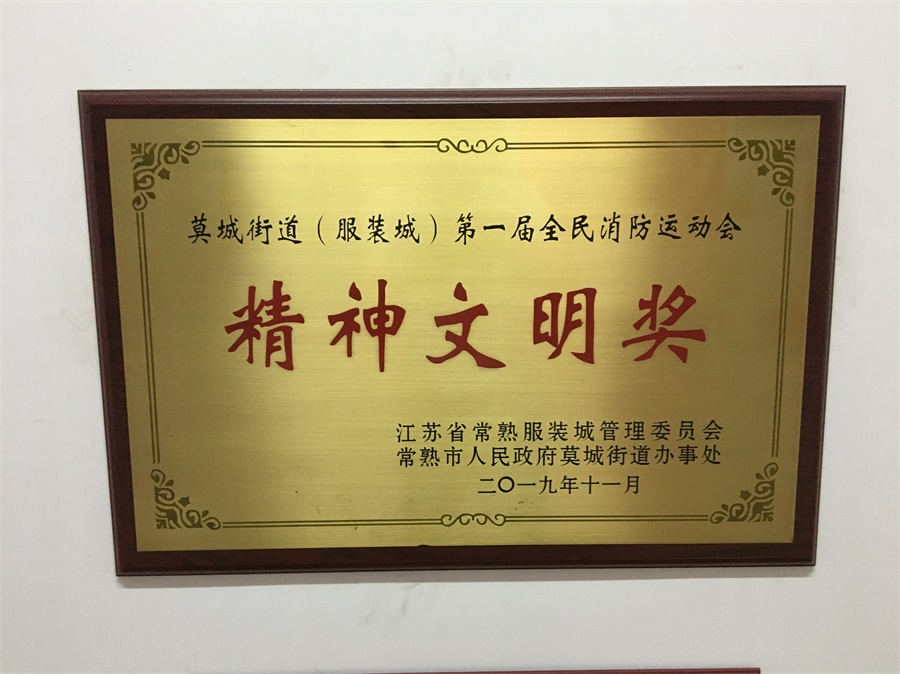 莫城街道（服装城）第一届全民消防运动会
精神文明奖
江苏省常熟服装城管理委员会
常熟市人民政府莫城街道办事处
二〇一九年十一月